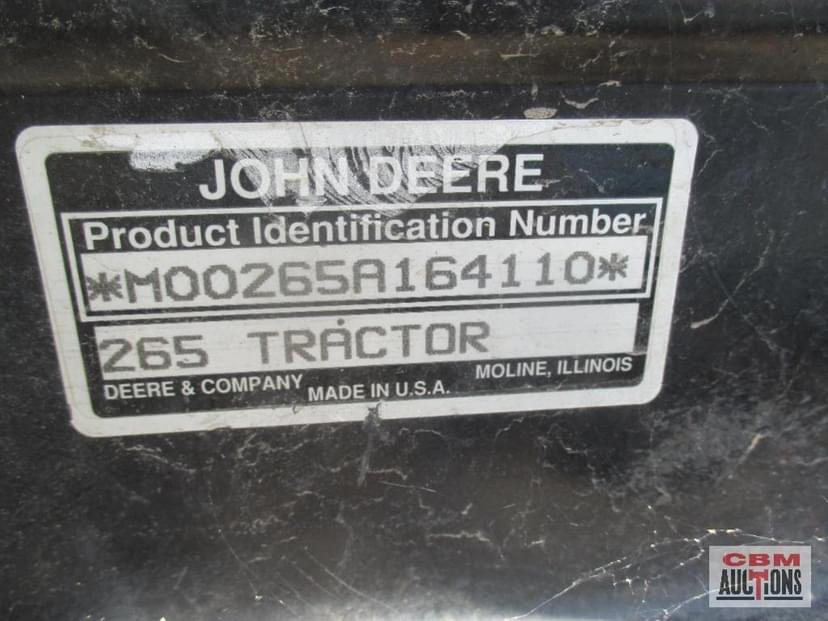 JOHN DEERE
Product Identification Number
*M00265A164110*
265 TRACTOR
DEERE & COMPANY MADE IN U.S.A. MOLINE, ILLINOIS
CBM
AUCTIONS